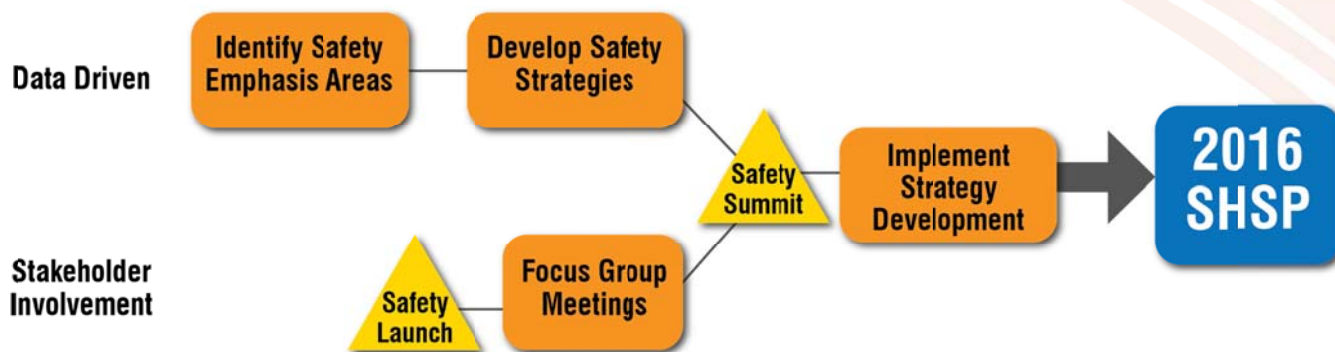 Data Driven
Identify Safety
Emphasis Areas
Develop Safety
Strategies
Safety
Summit
Implement
Strategy
Development
2016
SHSP
Stakeholder
Involvement
Safety
Launch
Focus Group
Meetings